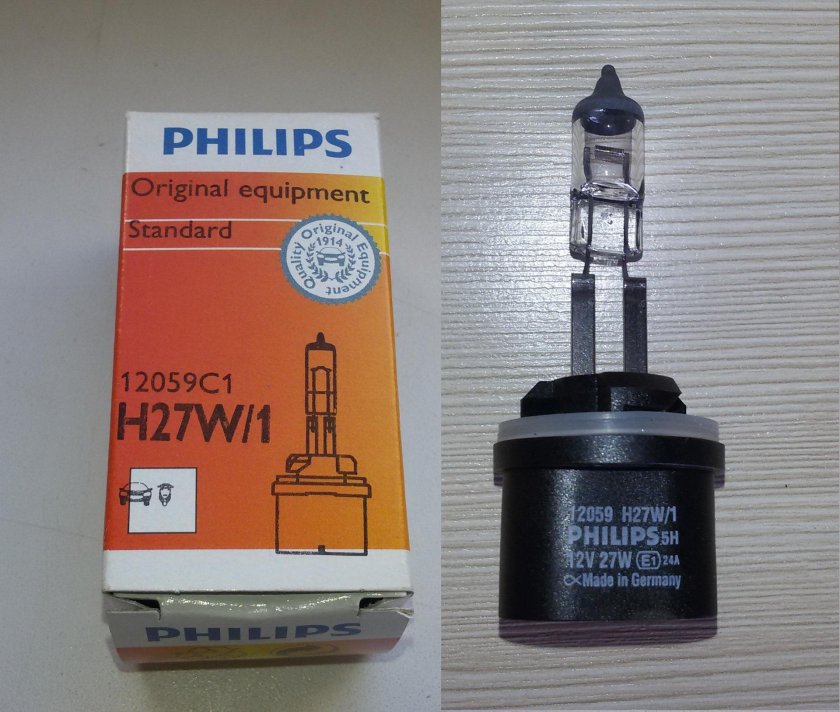 PHILIPS
Original equipment
Standard
Quality Original Equipment
1914
12059C1
H27W/1
PHILIPS
12059 H27W/1
PHILIPS 5H
12V 27W E1 24A
Made in Germany